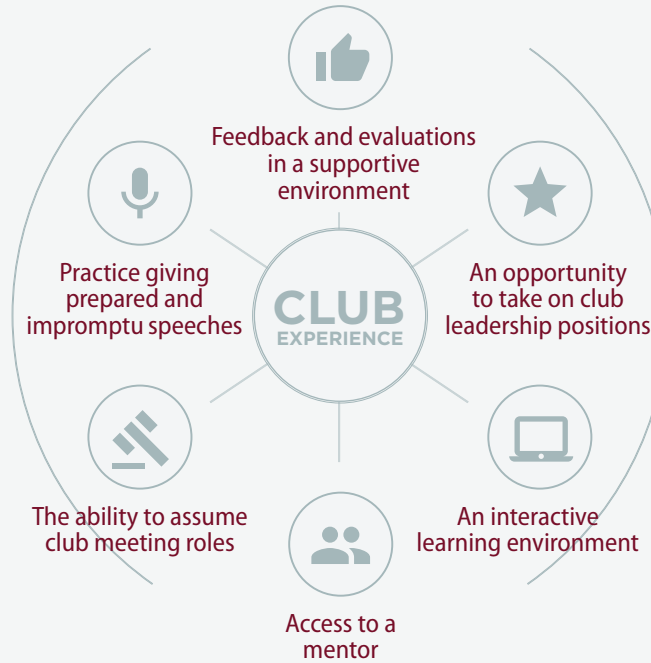 Feedback and evaluations
in a supportive
environment
Practice giving
prepared and
impromptu speeches
CLUB
EXPERIENCE
An opportunity
to take on club
leadership positions
The ability to assume
club meeting roles
An interactive
learning environment
Access to a
mentor